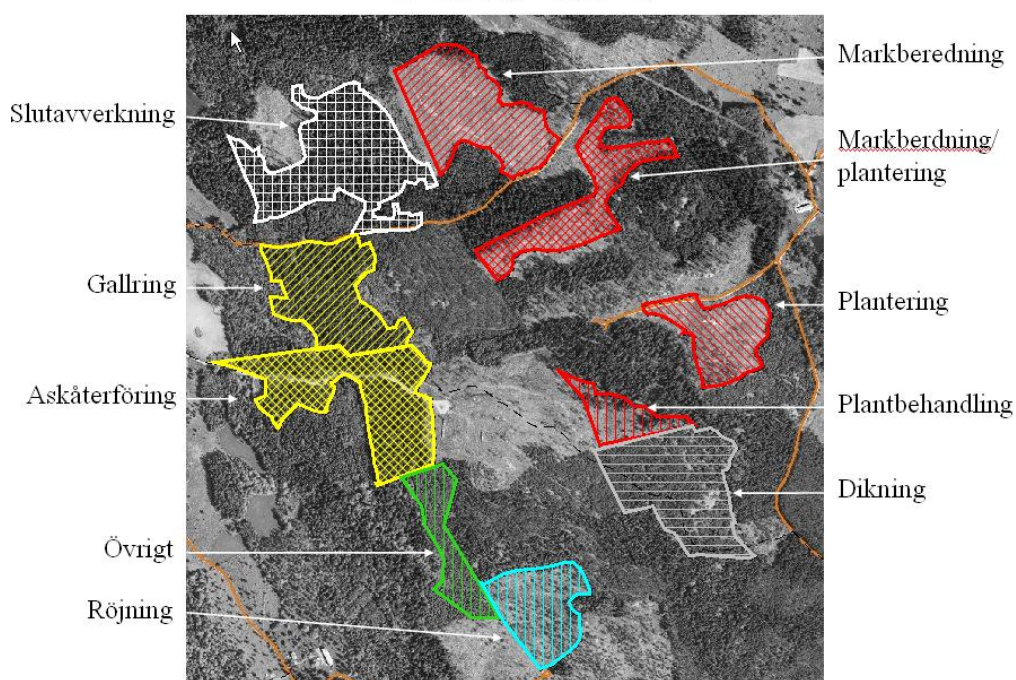 Slutavverkning
Gallring
Askåterföring
Övrigt
Röjning
Markberedning
Markberdning/
plantering
Plantering
Plantbehandling
Dikning